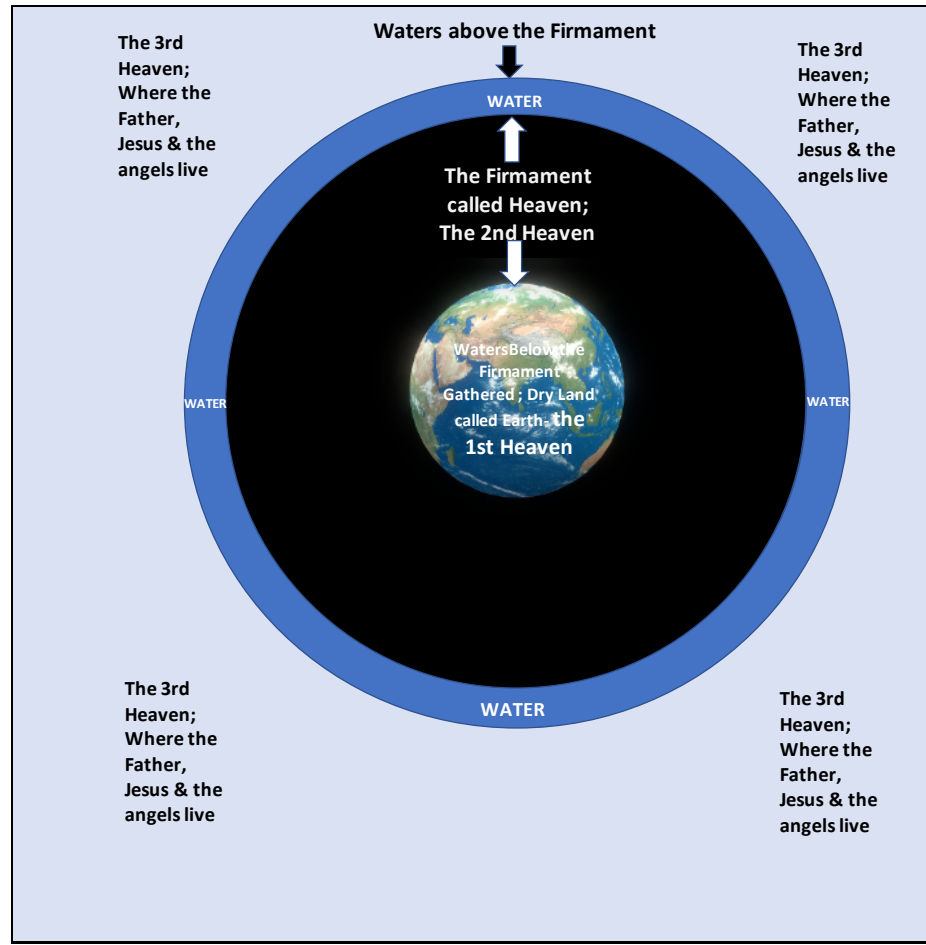 Waters above the Firmament
The 3rd
Heaven;
Where the
Father,
Jesus & the
angels live
The 3rd
Heaven;
Where the
Father,
Jesus & the
angels live
WATER
The Firmament
called Heaven;
The 2nd Heaven
WatersBelow the
Firmament
Gathered ; Dry Land
called Earth- the
1st Heaven
WATER
WATER
The 3rd
Heaven;
Where the
Father,
Jesus & the
angels live
WATER
The 3rd
Heaven;
Where the
Father,
Jesus & the
angels live